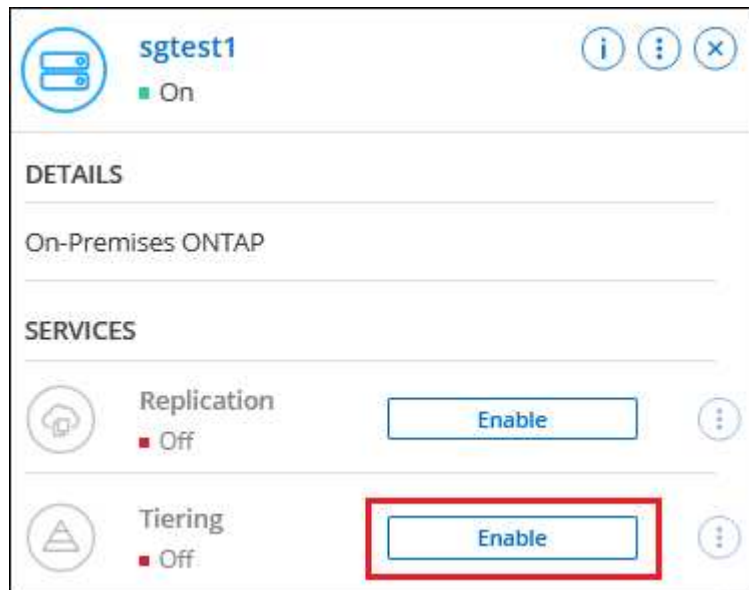 sgtest1
On
DETAILS
On-Premises ONTAP
SERVICES
Replication
Enable
Off
Tiering
Enable
Off